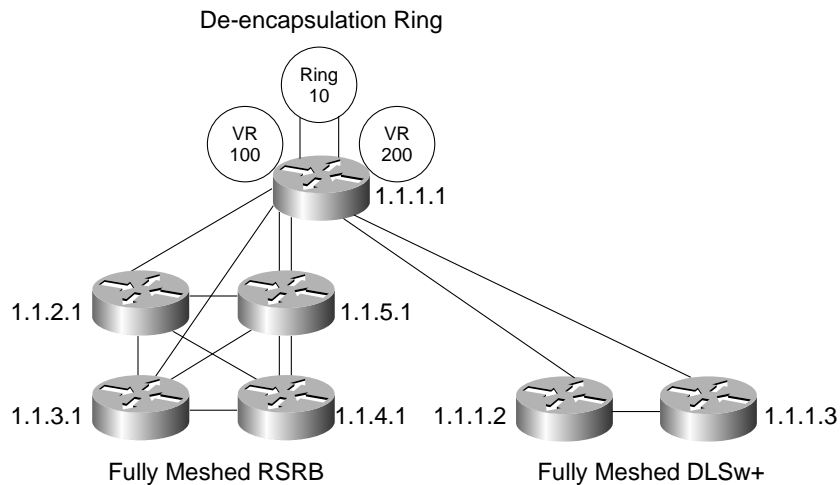 De-encapsulation Ring
Ring
10
VR
100
VR
200
1.1.1.1
1.1.2.1
1.1.5.1
1.1.3.1
1.1.4.1
1.1.1.2
1.1.1.3
Fully Meshed RSRB
Fully Meshed DLSw+